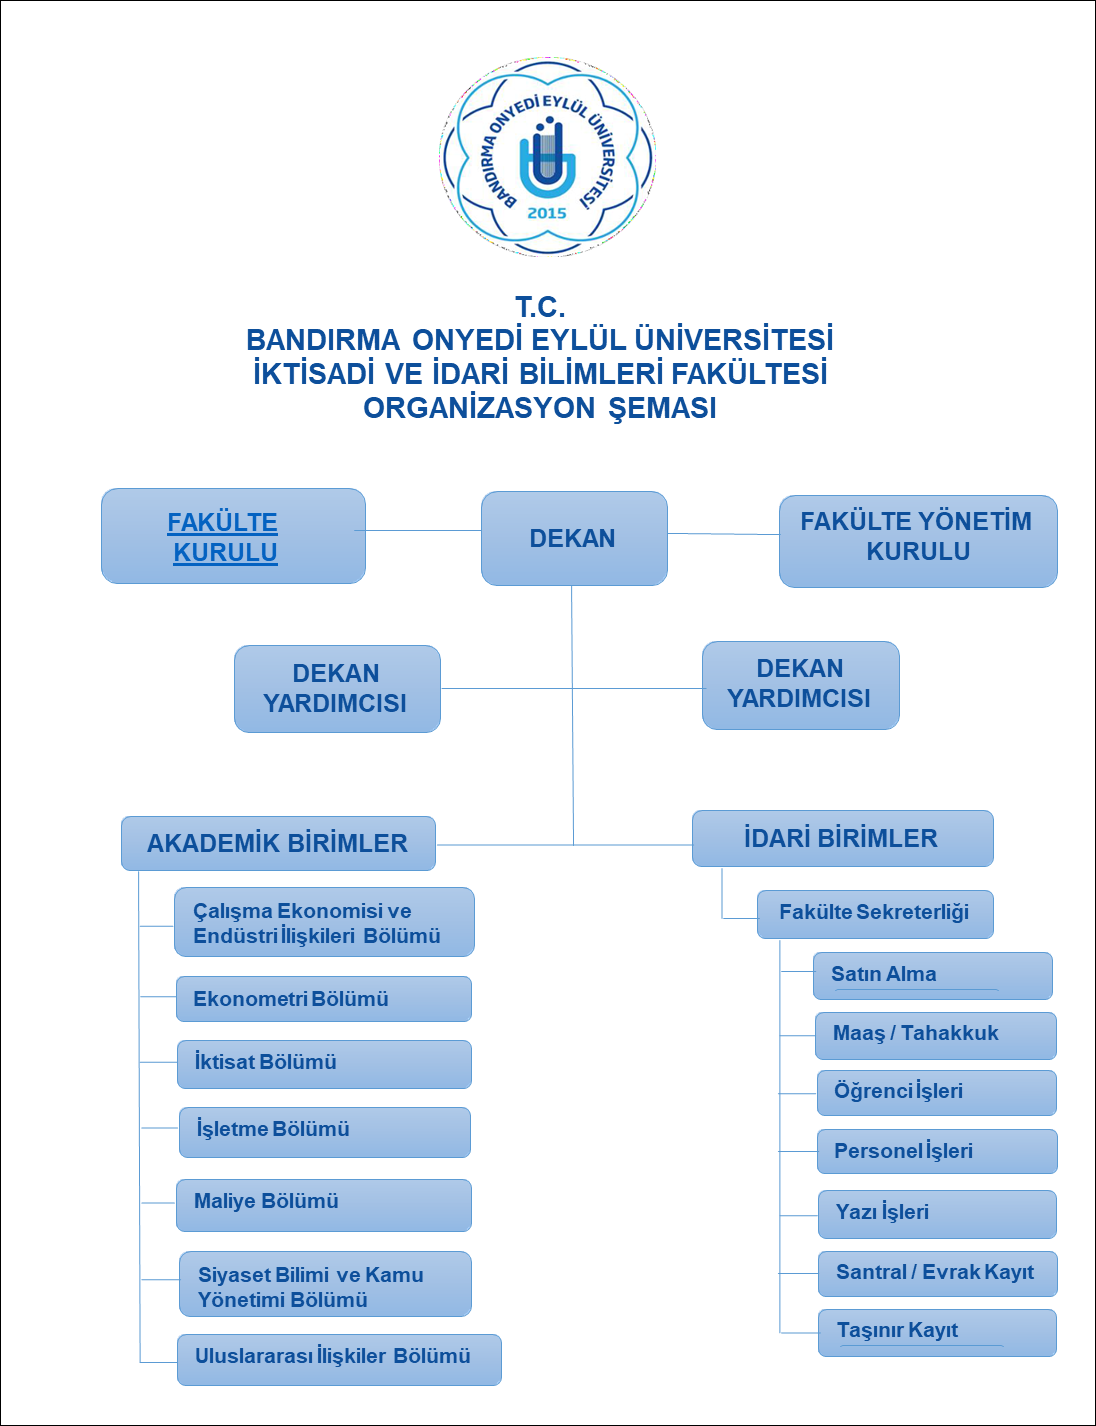 BANDIRMA ONYEDİ EYLÜL ÜNİVERSİTESİ
2015
T.C.
BANDIRMA ONYEDİ EYLÜL ÜNİVERSİTESİ
İKTİSADİ VE İDARİ BİLİMLERİ FAKÜLTESİ
ORGANİZASYON ŞEMASI
FAKÜLTE
KURULU
DEKAN
FAKÜLTE YÖNETİM
KURULU
DEKAN
YARDIMCISI
DEKAN
YARDIMCISI
AKADEMİK BİRİMLER
Çalışma Ekonomisi ve
Endüstri İlişkileri Bölümü
Ekonometri Bölümü
İktisat Bölümü
İşletme Bölümü
Maliye Bölümü
Siyaset Bilimi ve Kamu
Yönetimi Bölümü
Uluslararası İlişkiler Bölümü
İDARİ BİRİMLER
Fakülte Sekreterliği
Satın Alma
Maaş / Tahakkuk
Öğrenci İşleri
Personel İşleri
Yazı İşleri
Santral / Evrak Kayıt
Taşınır Kayıt